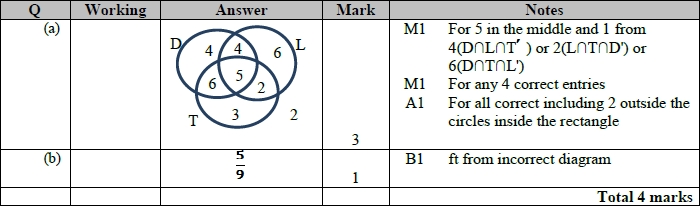 Q Working Answer Mark Notes
(a)
D 4 4 6 L
6 5 2
T 3 2
3
M1 For 5 in the middle and 1 from
4(D∩L∩T′ ) or 2(L∩T∩D') or
6(D∩T∩L')
M1 For any 4 correct entries
A1 For all correct including 2 outside the
circles inside the rectangle
(b)
5
9
1
B1 ft from incorrect diagram
Total 4 marks